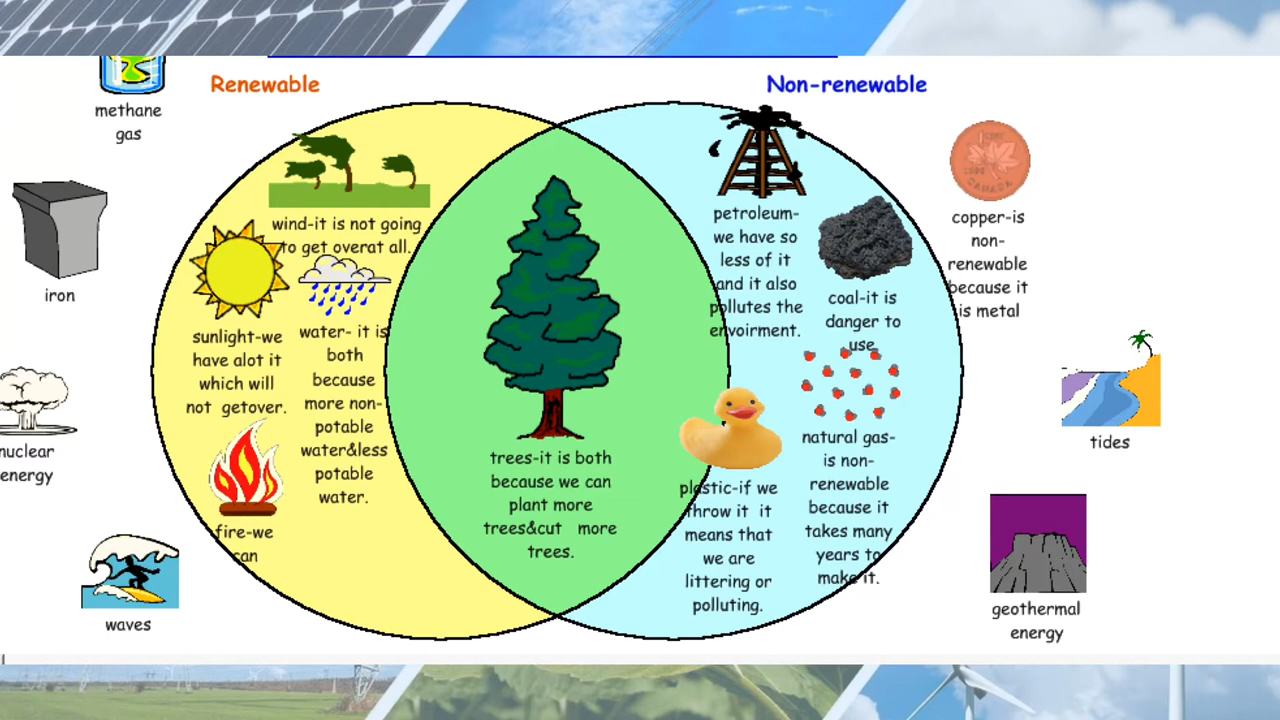 Renewable
Non-renewable
methane
gas
iron
nuclear
energy
waves
wind-it is not going
to get overat all.
sunlight-we
have alot it
which will
not getover.
water- it is
both
because
more non-
potable
water&less
potable
water.
fire-we
can
trees-it is both
because we can
plant more
trees&cut more
trees.
petroleum-
we have so
less of it
and it also
pollutes the
envoirment.
coal-it is
danger to
use
plastic-if we
throw it it
means that
we are
littering or
polluting.
natural gas-
is non-
renewable
because it
takes many
years to
make it.
CANADA
copper-is
non-
renewable
because it
is metal
tides
geothermal
energy